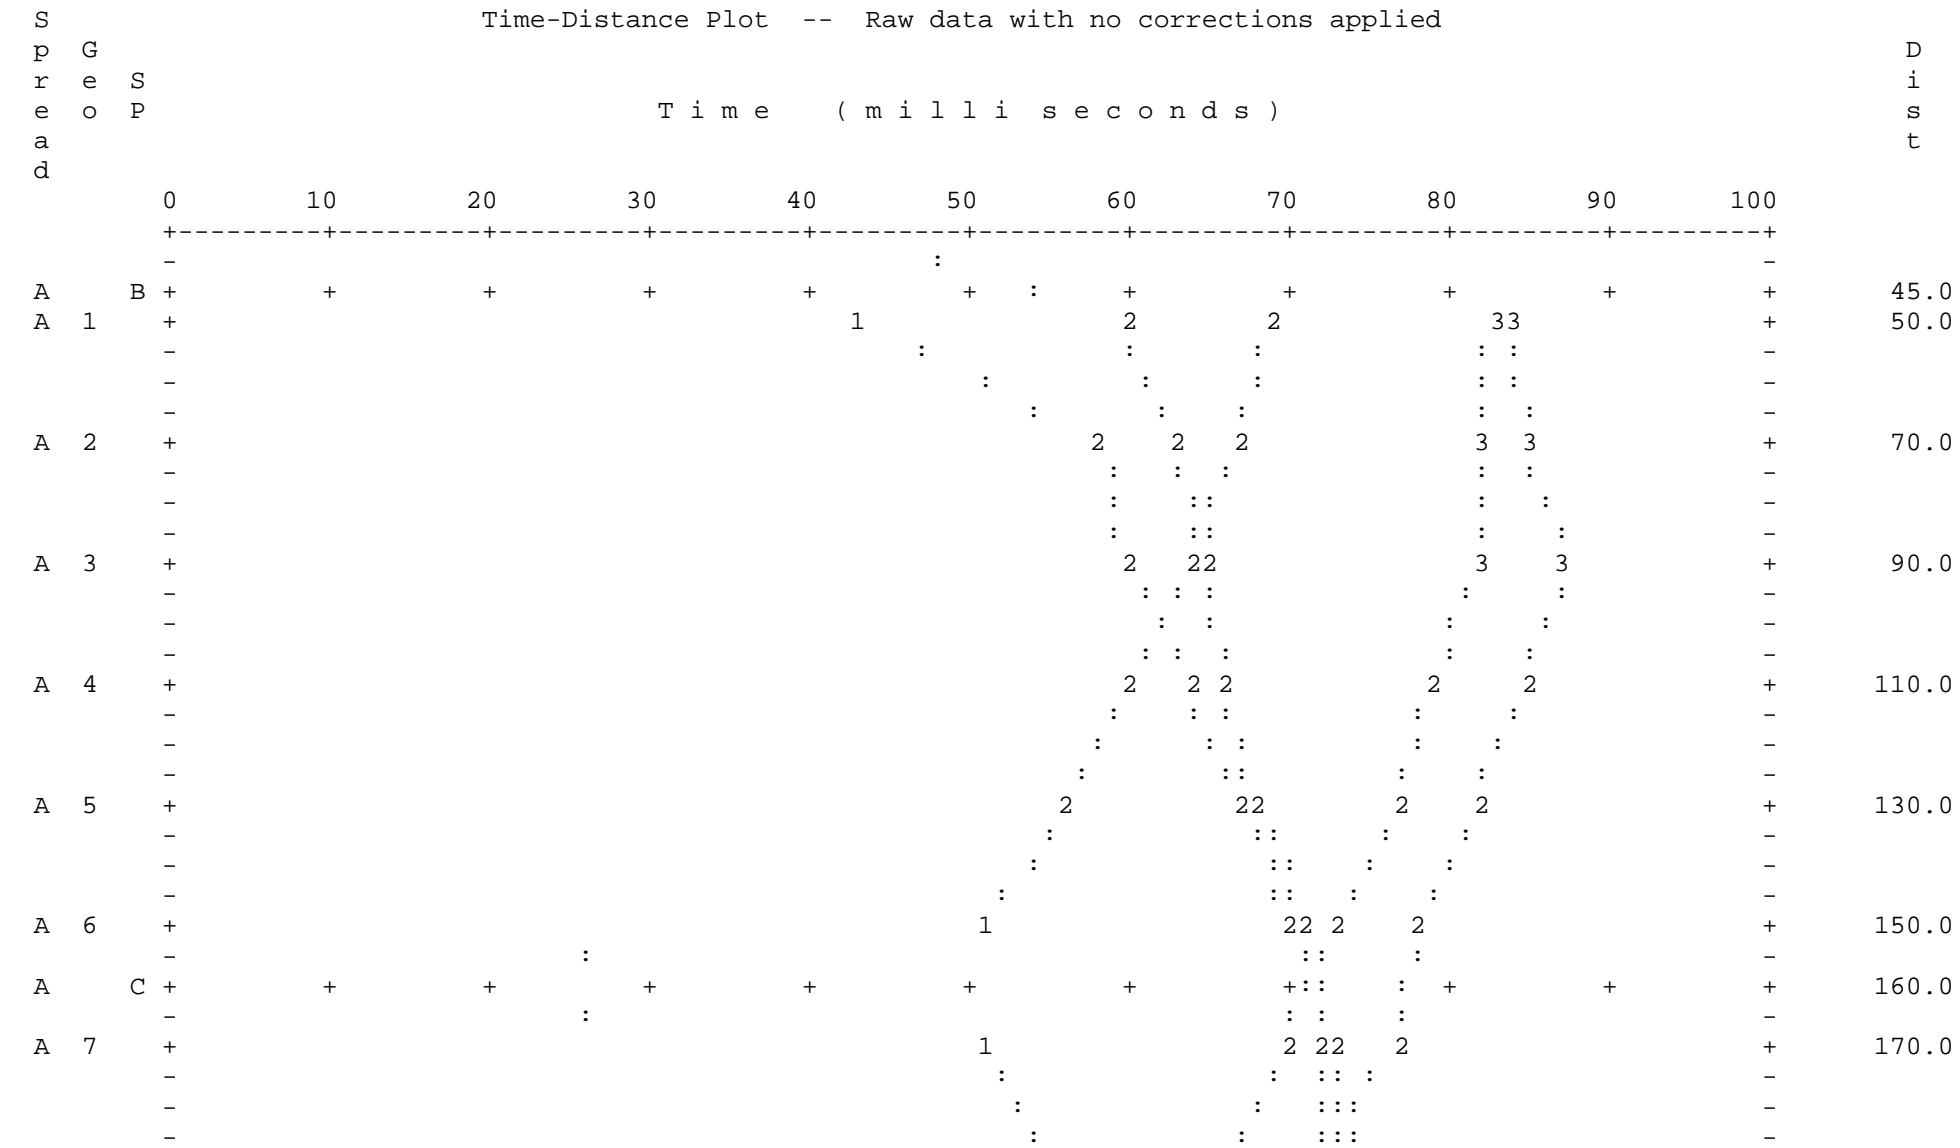 S                           Time-Distance Plot  --  Raw data with no corrections applied
p  G                                                                                                                 D
r  e  S                                                                                                              i
e  o  P                                T i m e    ( m i l l i  s e c o n d s )                                       s
a                                                                                                                    t
d
        0        10        20        30        40        50        60        70        80        90       100
        +---------+---------+---------+---------+---------+---------+---------+---------+---------+---------+
        -                                               :                                                   -
A     B +         +         +         +         +         +   :     +         +         +         +         +       45.0
A  1    +                                          1                2        2             33               +       50.0
        -                                              :            :       :             : :               -
        -                                                  :         :      :             : :               -
        -                                                     :       :    :              :  :              -
A  2    +                                                         2    2   2              3  3              +       70.0
        -                                                          :   :  :               :  :              -
        -                                                          :    ::                :   :             -
        -                                                          :    ::                :    :            -
A  3    +                                                           2   22                3    3            +       90.0
        -                                                            : : :               :     :            -
        -                                                             :  :              :     :             -
        -                                                            : :  :             :    :              -
A  4    +                                                           2   2 2            2     2              +      110.0
        -                                                          :    : :           :     :               -
        -                                                         :      : :          :    :                -
        -                                                        :        ::         :    :                 -
A  5    +                                                       2          22        2    2                 +      130.0
        -                                                      :            ::      :    :                  -
        -                                                     :              ::    :    :                   -
        -                                                   :                ::   :    :                    -
A  6    +                                                  1                  22 2    2                     +      150.0
        -                         :                                            ::     :                     -
A     C +         +         +         +         +         +         +         +::    :  +         +         +      160.0
        -                         :                                           : :    :                      -
A  7    +                                                  1                  2 22   2                      +      170.0
        -                                                   :                :  :: :                        -
        -                                                    :              :   :::                         -
        -                                                     :            :    :::                         -